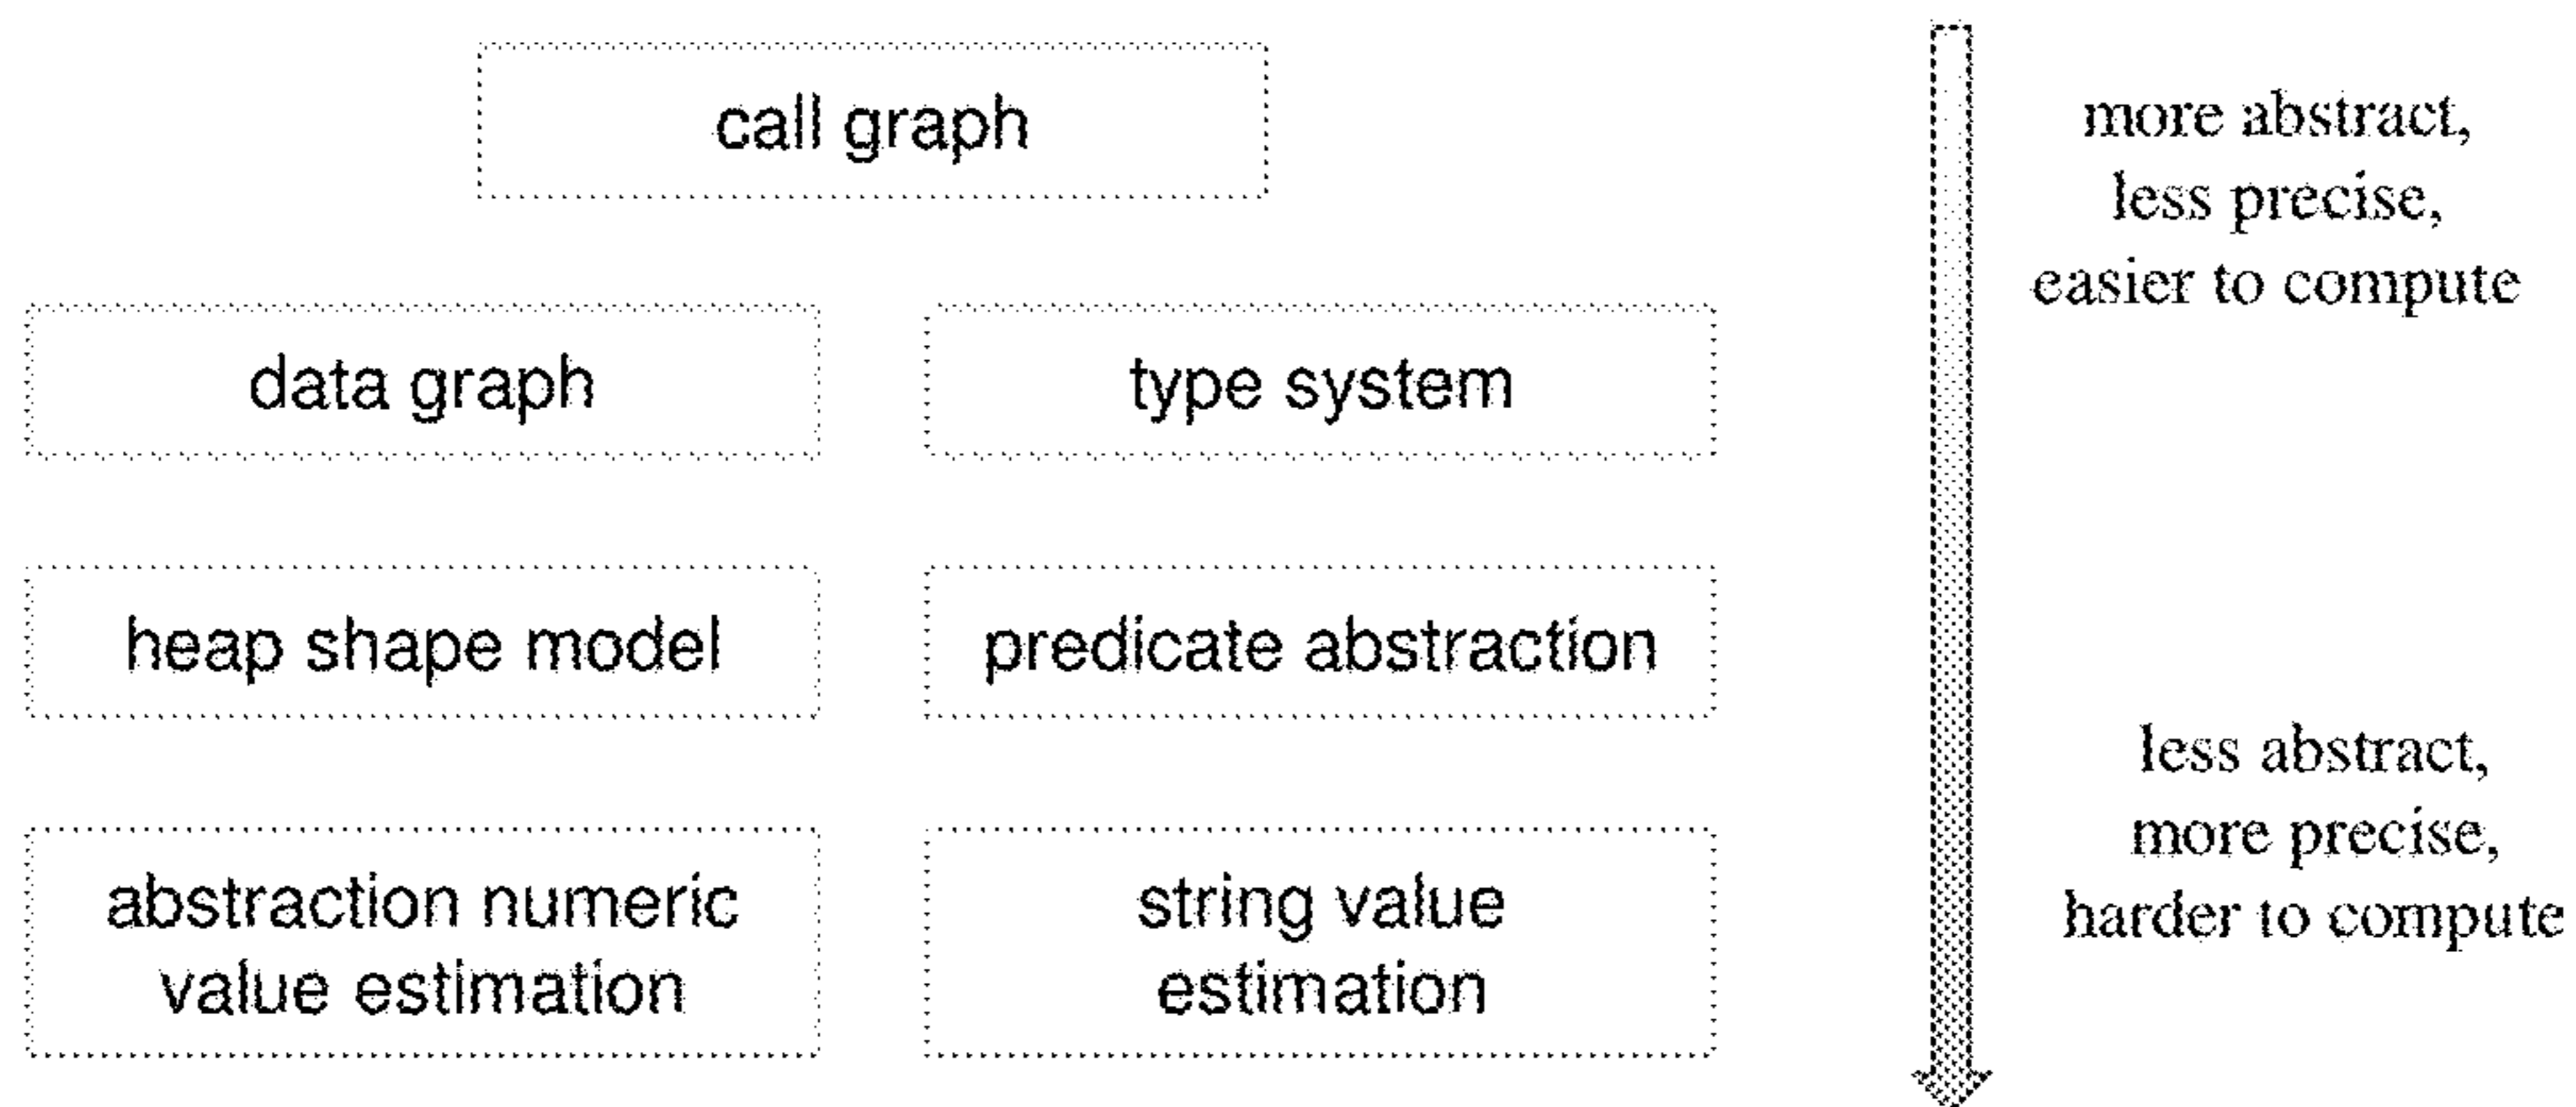 call graph
data graph
type system
heap shape model
predicate abstraction
abstraction numeric
value estimation
string value
estimation
more abstract,
less precise,
easier to compute
less abstract,
more precise,
harder to compute